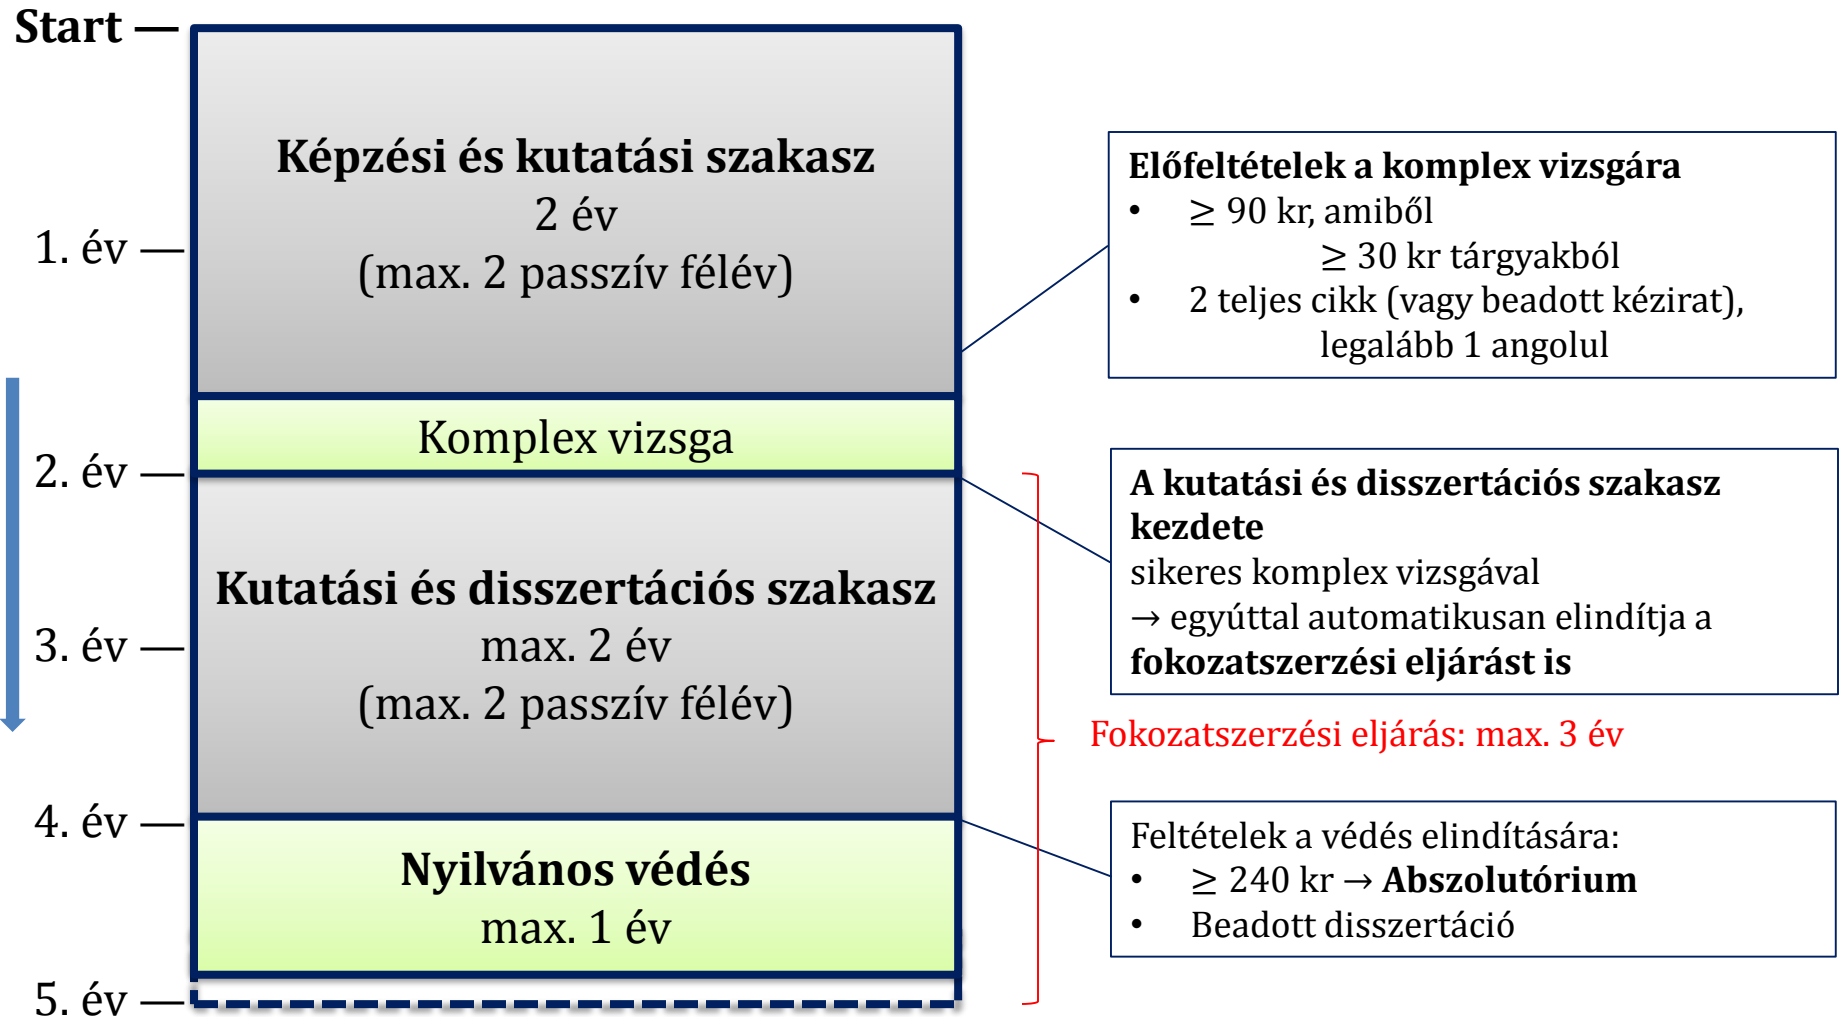 Start
Képzési és kutatási szakasz
2 év
(max. 2 passzív félév)
1. év
Előfeltételek a komplex vizsgára
• ≥ 90 kr, amiből
≥ 30 kr tárgyakból
• 2 teljes cikk (vagy beadott kézirat),
legalább 1 angolul
Komplex vizsga
2. év
A kutatási és disszertációs szakasz
kezdete
sikeres komplex vizsgával
→ egyúttal automatikusan elindítja a
fokozatszerzési eljárást is
Kutatási és disszertációs szakasz
max. 2 év
(max. 2 passzív félév)
3. év
Fokozatszerzési eljárás: max. 3 év
4. év
Nyilvános védés
max. 1 év
Feltételek a védés elindítására:
• ≥ 240 kr → Abszolutórium
• Beadott disszertáció
5. év